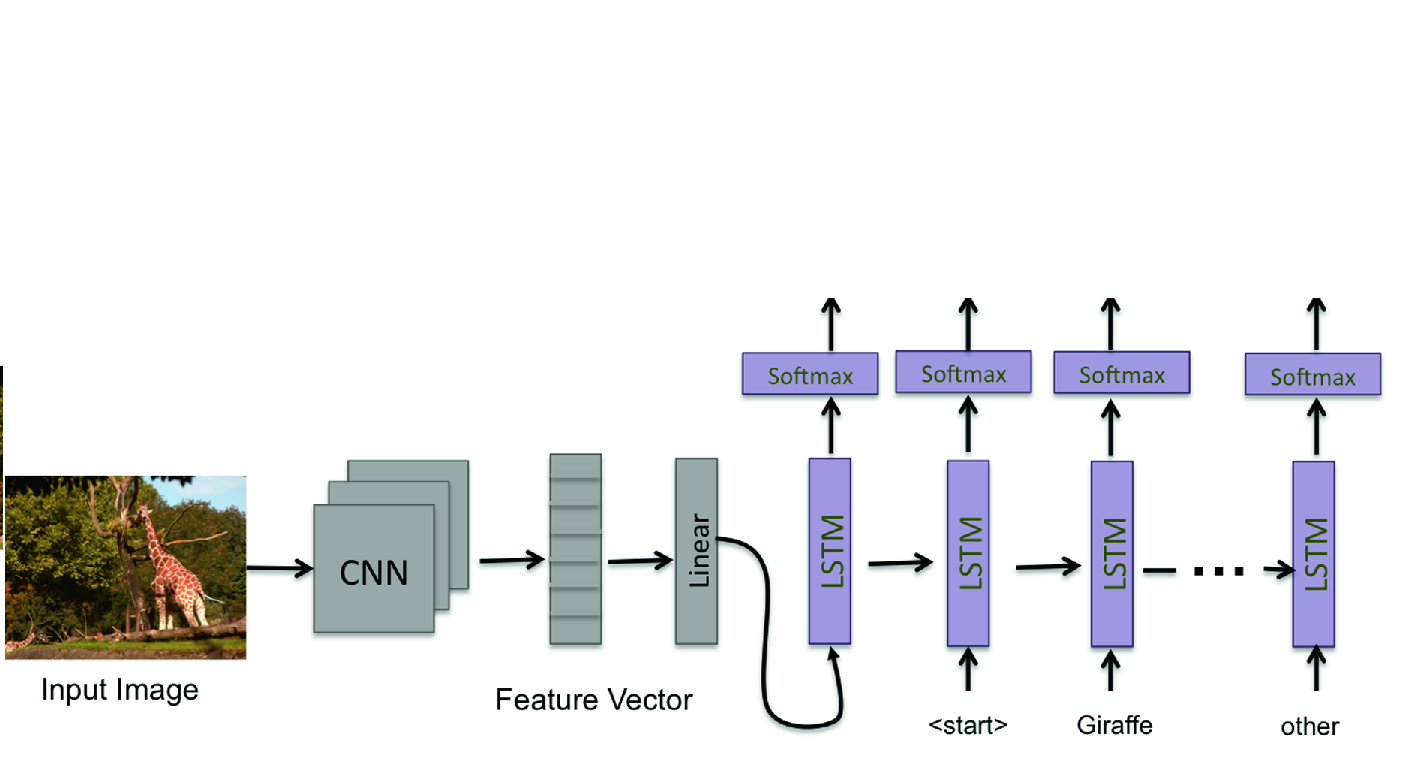 Softmax
Softmax
Softmax
Softmax
CNN
Linear
LSTM
LSTM
LSTM
LSTM
Input Image
Feature Vector
<start>
Giraffe
other